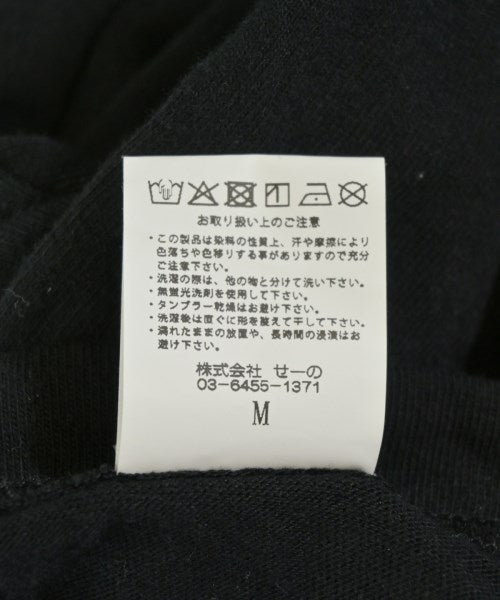 お取り扱い上のご注意
・この製品は染料の性質上、汗や摩擦により
色落ちや色移りする事がありますので充分
ご注意下さい。
・洗濯の際は、他の物と分けて洗い下さい。
・無蛍光洗剤を使用して下さい。
・タンブラー乾燥はお避け下さい。
・洗濯後は直ぐに形を整えて干して下さい。
・濡れたままの放置や、長時間の浸漬はお
避け下さい。
株式会社 せーの
03-6455-1371
M